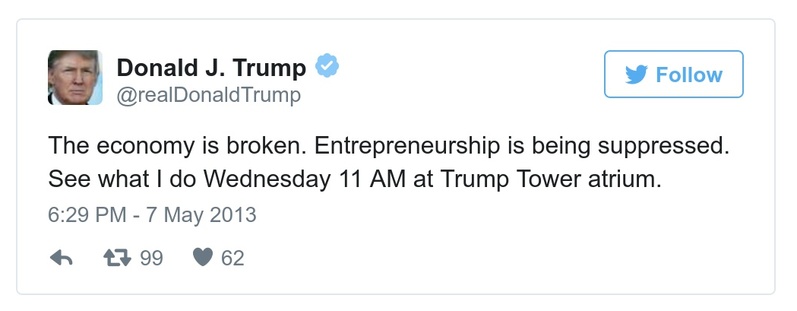 Donald J. Trump
@realDonaldTrump
Follow
The economy is broken. Entrepreneurship is being suppressed.
See what I do Wednesday 11 AM at Trump Tower atrium.
6:29 PM - 7 May 2013
99 62